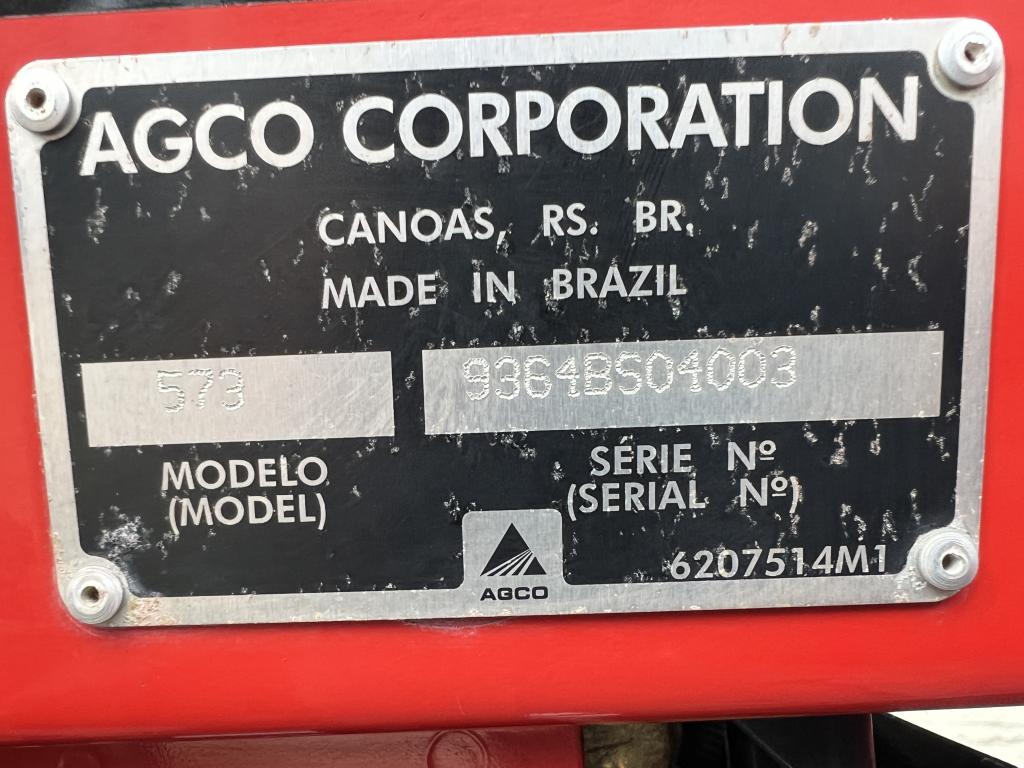 AGCO CORPORATION
CANOAS, RS. BR.
MADE IN BRAZIL
573
9364BS04003
MODELO
(MODEL)
SÉRIE Nº
(SERIAL Nº)
AGCO
6207514M1